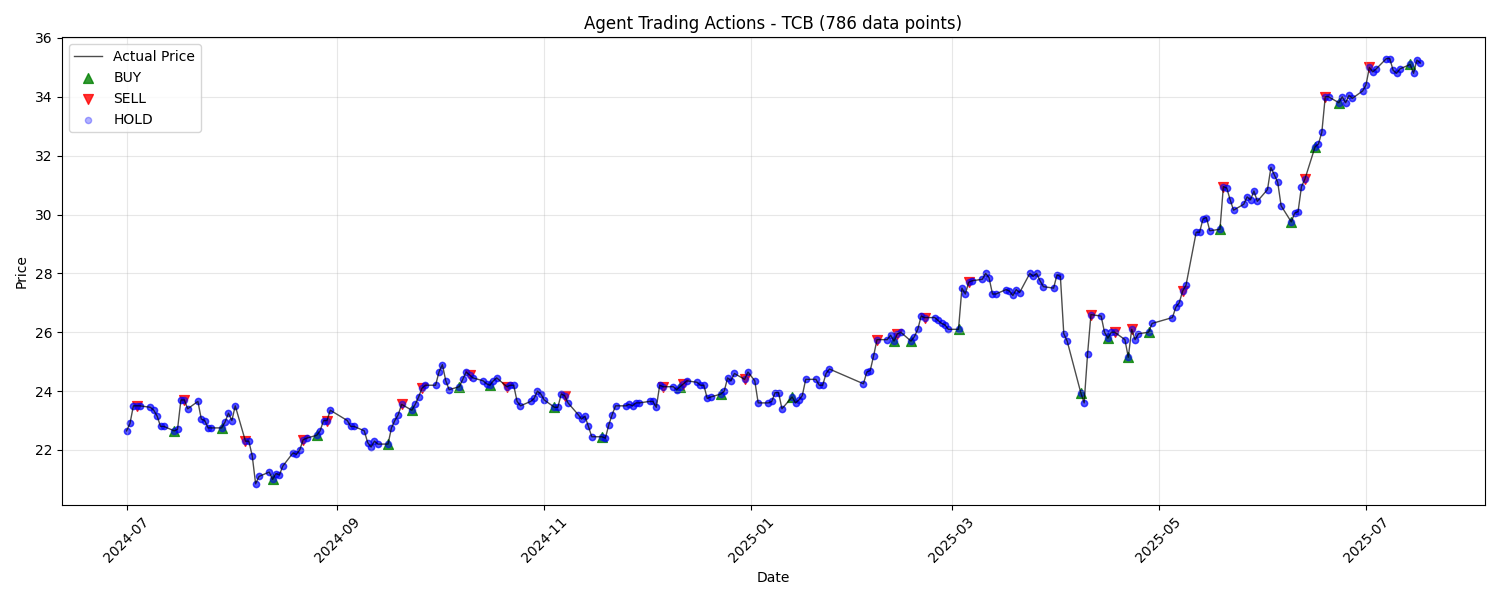 Agent Trading Actions - TCB (786 data points)
Actual Price
BUY
SELL
HOLD
Price
36
34
32
30
28
26
24
22
2024-07
2024-09
2024-11
2025-01
2025-03
2025-05
2025-07
Date